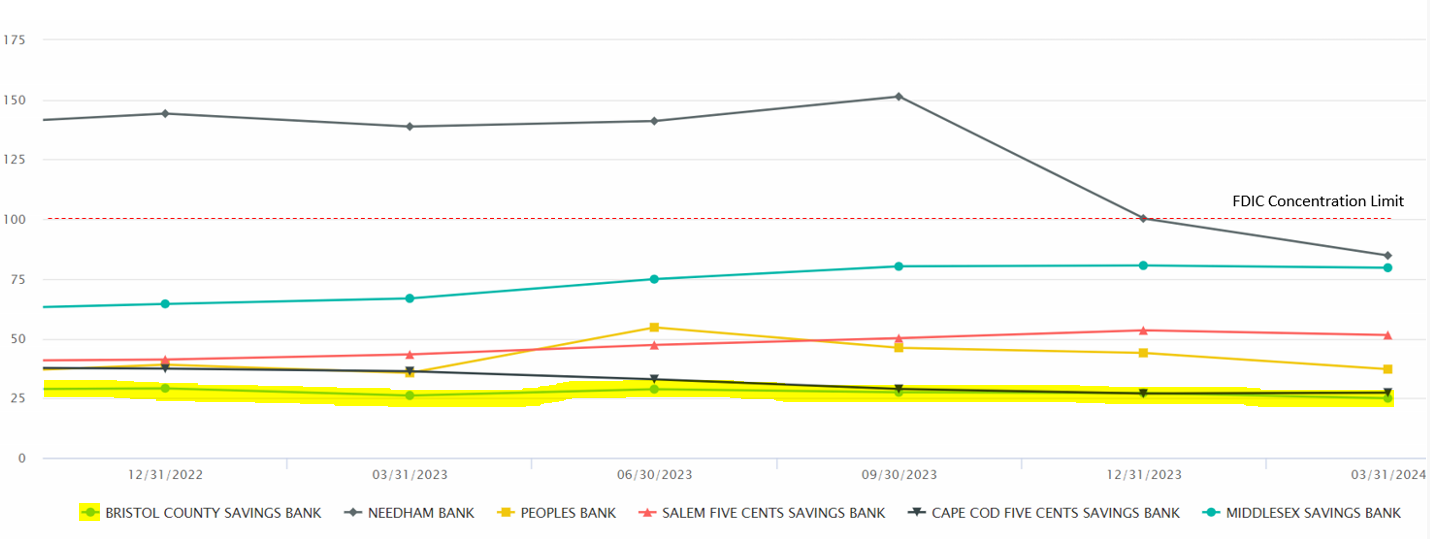 175
150
125
100
FDIC Concentration Limit
75
50
25
0
12/31/2022 03/31/2023 06/30/2023 09/30/2023 12/31/2023 03/31/2024
BRISTOL COUNTY SAVINGS BANK NEEDHAM BANK PEOPLES BANK SALEM FIVE CENTS SAVINGS BANK CAPE COD FIVE CENTS SAVINGS BANK MIDDLESEX SAVINGS BANK